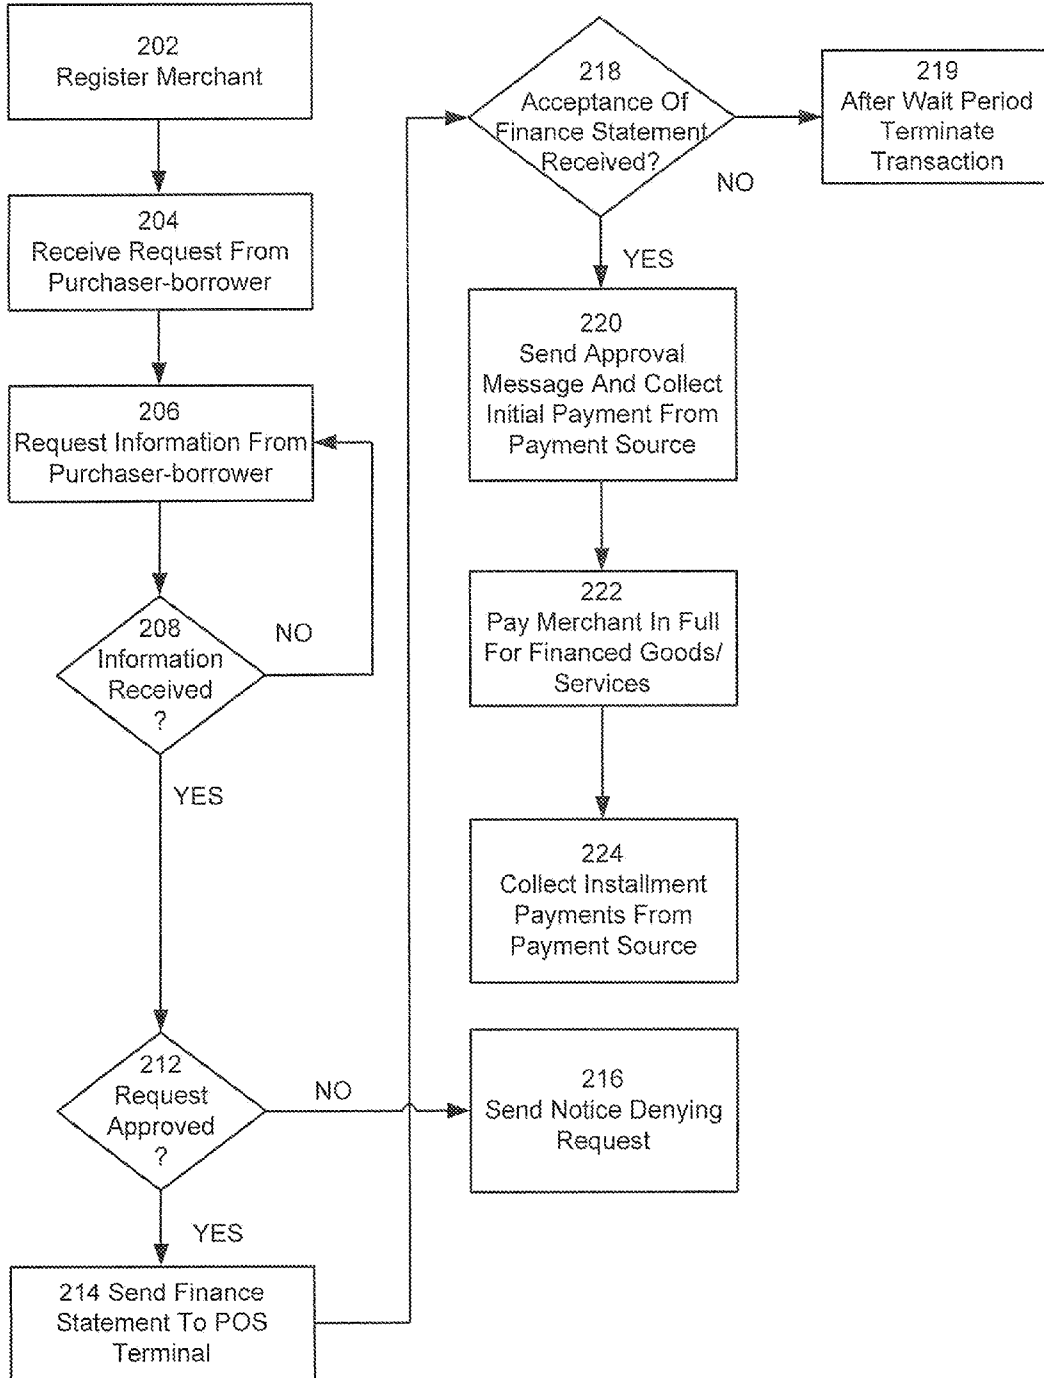 202
Register Merchant
204
Receive Request From
Purchaser-borrower
206
Request Information From
Purchaser-borrower
208
Information
Received
?
NO
YES
212
Request
Approved
?
NO
YES
214 Send Finance
Statement To POS
Terminal
216
Send Notice Denying
Request
218
Acceptance Of
Finance Statement
Received?
NO
YES
219
After Wait Period
Terminate
Transaction
220
Send Approval
Message And Collect
Initial Payment From
Payment Source
222
Pay Merchant In Full
For Financed Goods/
Services
224
Collect Installment
Payments From
Payment Source